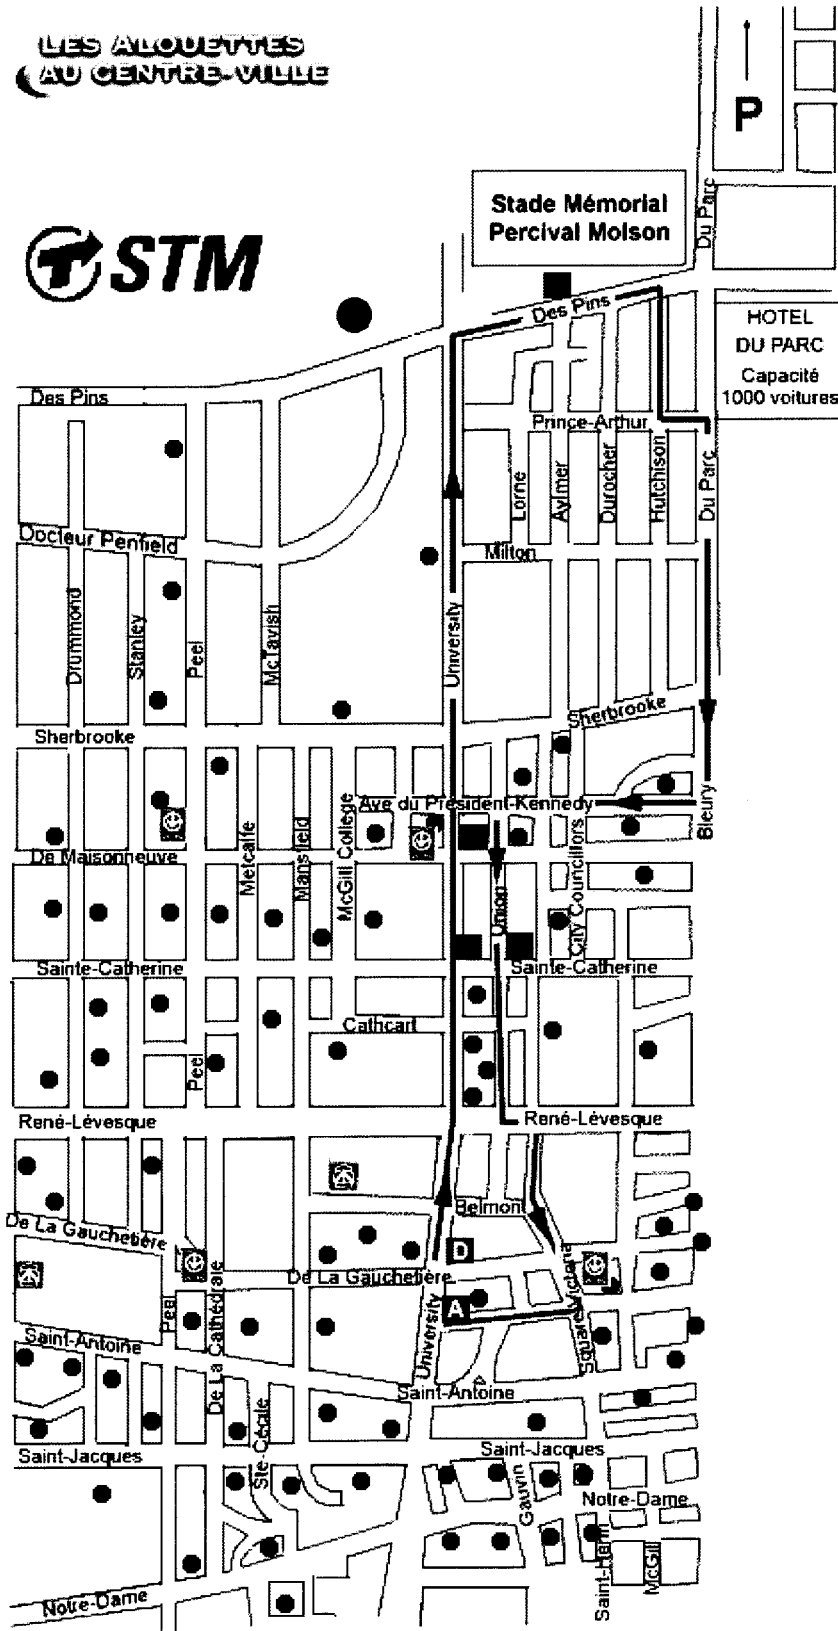 LES ALOUETTES
AU CENTRE-VILLE
P
Stade Mémorial
Percival Molson
Du Parc
STM
Des Pins
HOTEL
DU PARC
Capacité
1000 voitures
Des Pins
Prince-Arthur
Lorne
Aylmer
Durocher
Hutchison
Du Parc
Docteur Penfield
Milton
Drummond
Stanley
Peel
McTavish
University
Sherbrooke
Sherbrooke
Ave du Président-Kennedy
Bleury
De Maisonneuve
Metcalfe
Mansfield
McGill College
Union
City Councillors
Sainte-Catherine
Sainte-Catherine
Cathcart
Peel
René-Lévesque
René-Lévesque
Belmont
De La Gauchetière
D
De La Gauchetière
A
Peel
De La Cathédrale
University
Square Victoria
Saint-Antoine
Saint-Antoine
Ste-Cécile
Saint-Jacques
Saint-Jacques
Gauvin
Notre-Dame
Saint-Henri
McGill
Notre-Dame